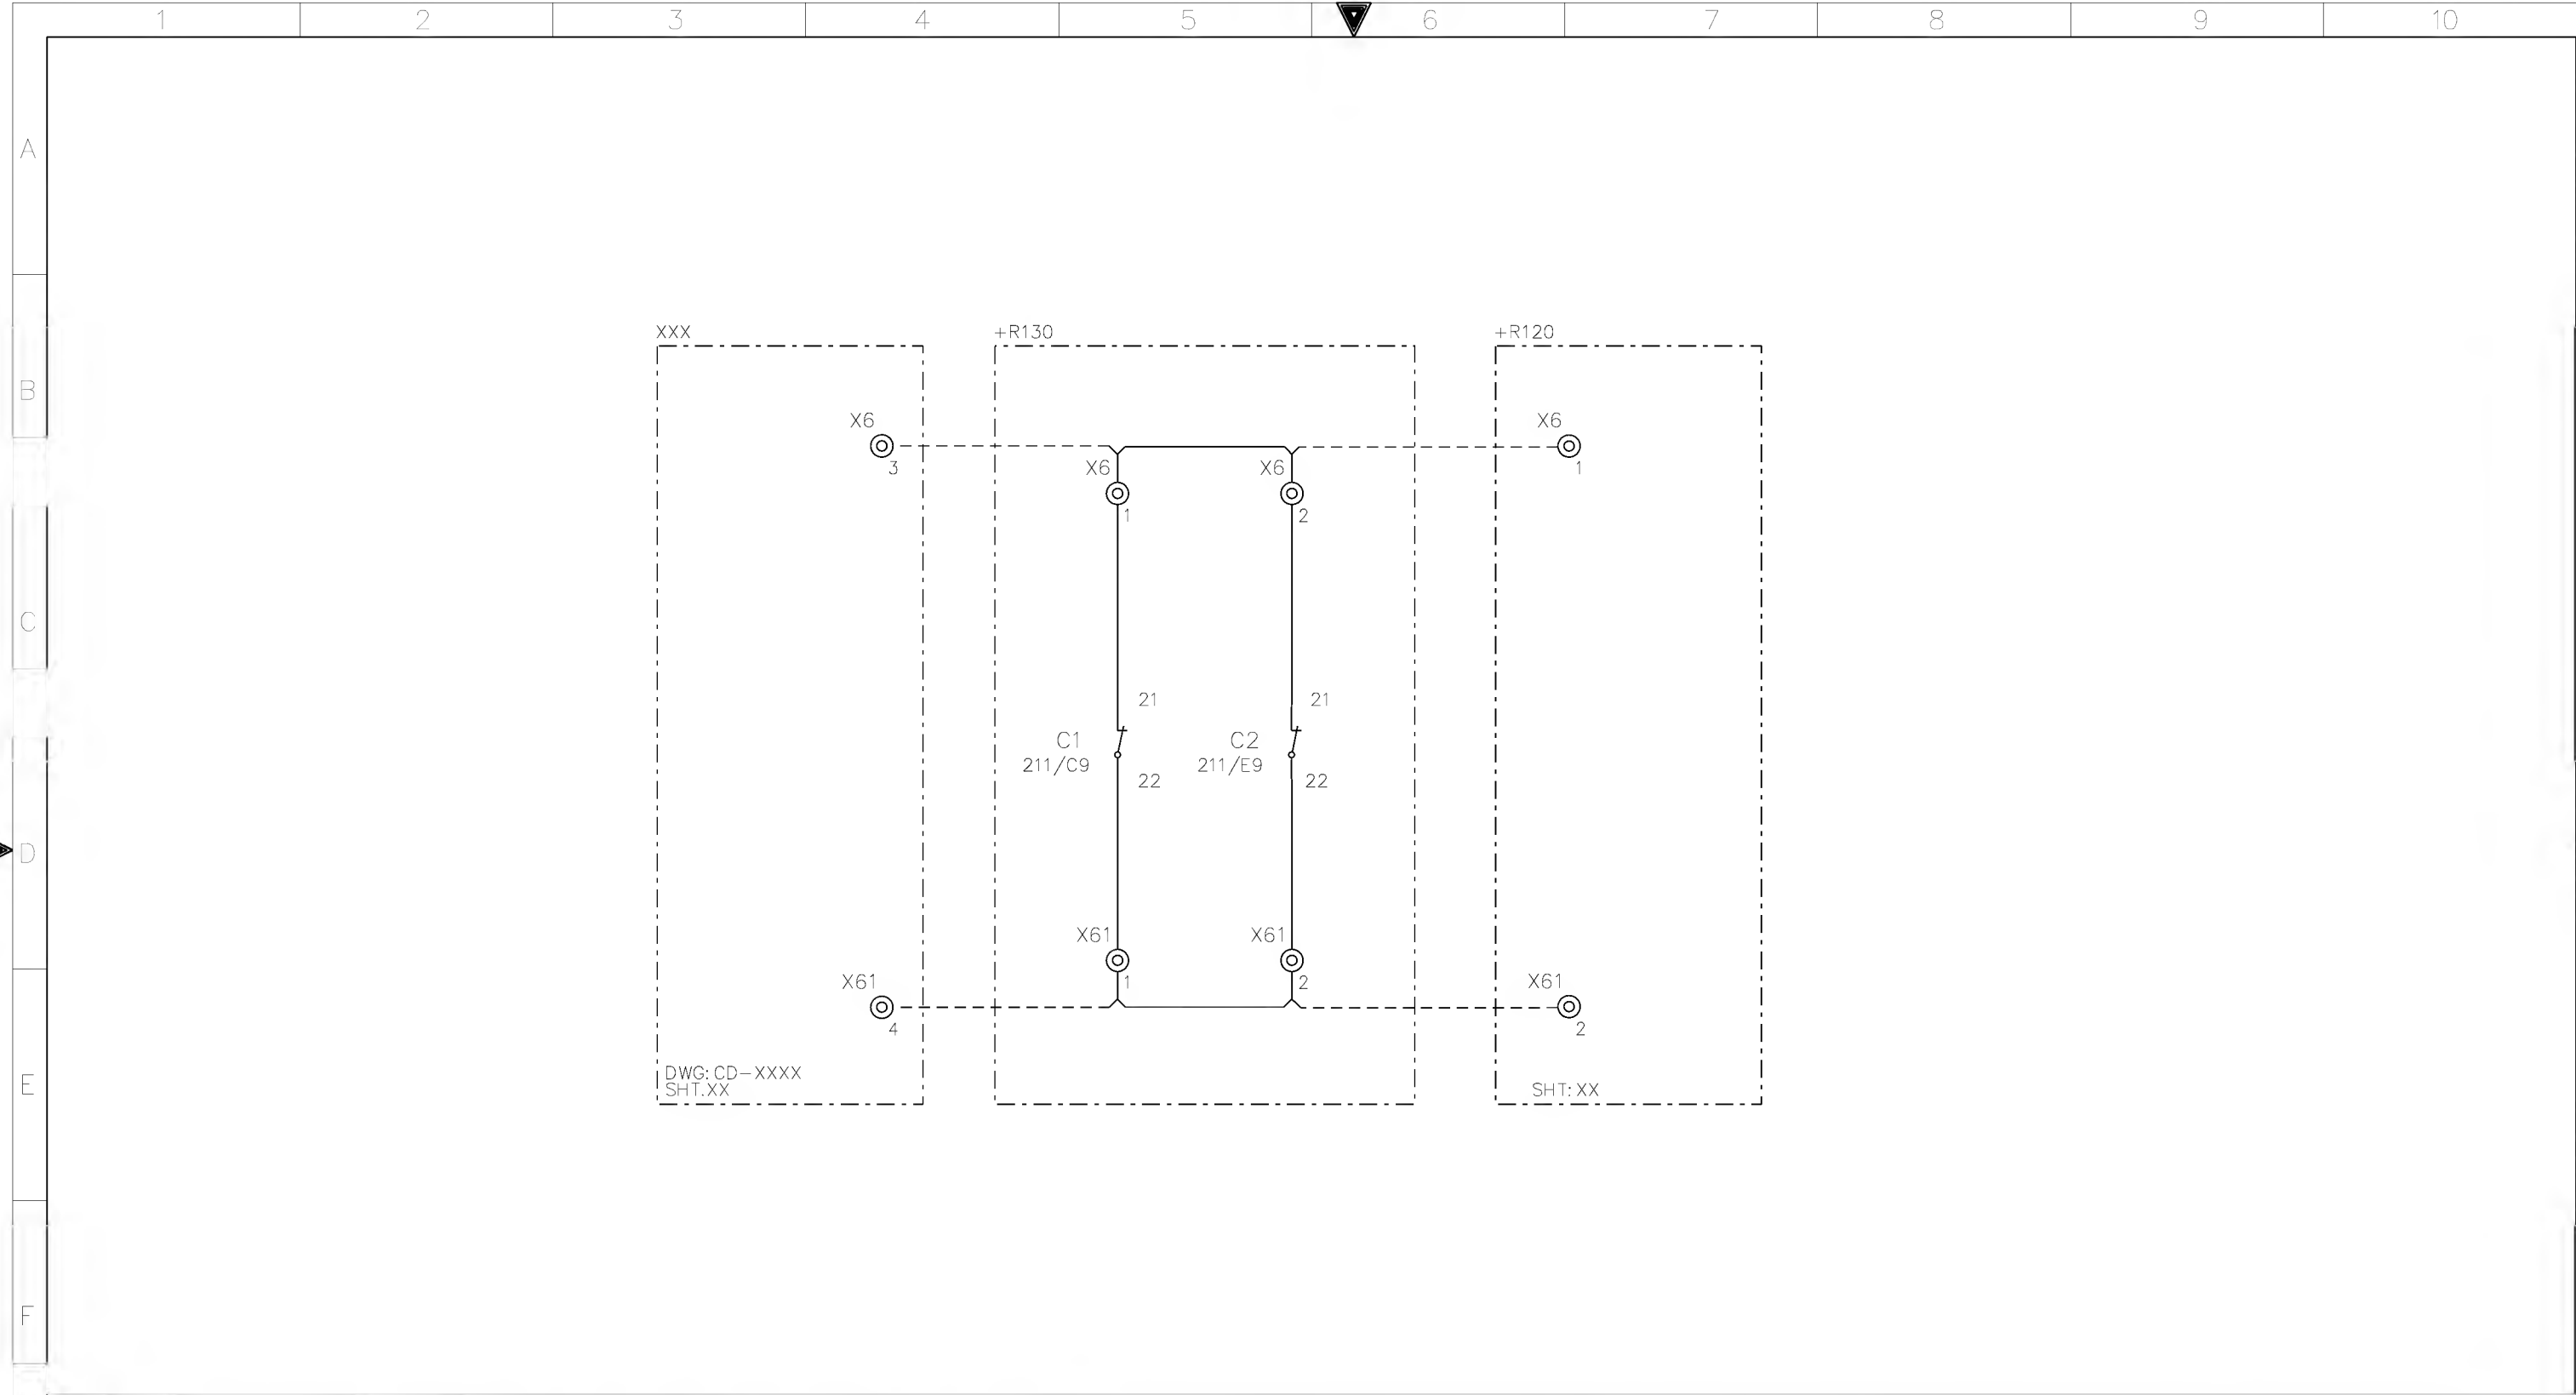 1 2 3 4 5 6 7 8 9 10
A
B
C
D
E
F
XXX
+R130
+R120
X6
3
X6
1
X6
2
X6
1
21
21
C1
211/C9
C2
211/E9
22
22
X61
1
X61
2
X61
4
X61
2
DWG:CD-XXXX
SHT.XX
SHT:XX